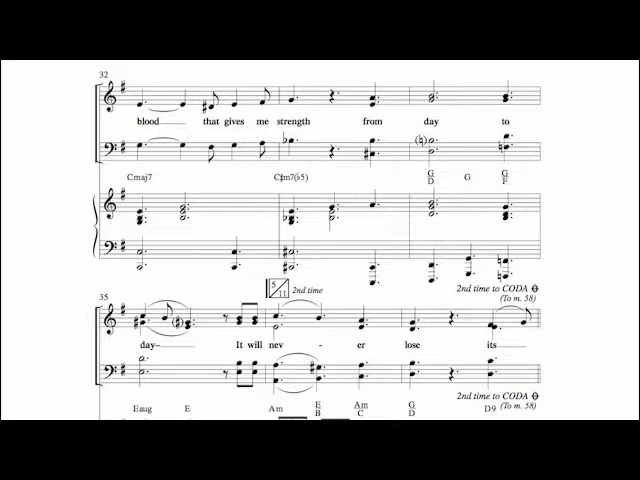 32
blood that gives me strength from day to
Cmaj7 C♯m7(♭5) G/D G G/F
2nd time to CODA
(To m. 58)
35
5/11 2nd time
day– It will nev - er lose its
2nd time to CODA
(To m. 58)
Eaug E Am E/B Am/C G/D D9